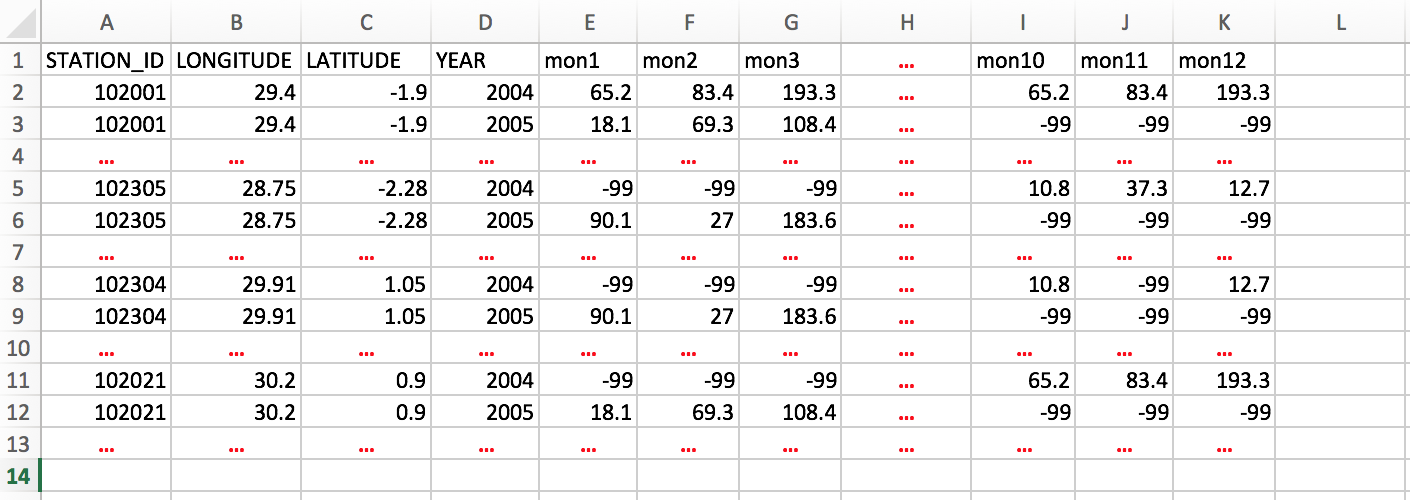 A B C D E F G H I J K L
1 STATION_ID LONGITUDE LATITUDE YEAR mon1 mon2 mon3 ... mon10 mon11 mon12
2 102001 29.4 -1.9 2004 65.2 83.4 193.3 ... 65.2 83.4 193.3
3 102001 29.4 -1.9 2005 18.1 69.3 108.4 ... -99 -99 -99
4 ... ... ... ... ... ... ... ... ... ... ...
5 102305 28.75 -2.28 2004 -99 -99 -99 ... 10.8 37.3 12.7
6 102305 28.75 -2.28 2005 90.1 27 183.6 ... -99 -99 -99
7 ... ... ... ... ... ... ... ... ... ... ...
8 102304 29.91 1.05 2004 -99 -99 -99 ... 10.8 -99 12.7
9 102304 29.91 1.05 2005 90.1 27 183.6 ... -99 -99 -99
10 ... ... ... ... ... ... ... ... ... ... ...
11 102021 30.2 0.9 2004 -99 -99 -99 ... 65.2 83.4 193.3
12 102021 30.2 0.9 2005 18.1 69.3 108.4 ... -99 -99 -99
13 ... ... ... ... ... ... ... ... ... ... ...
14